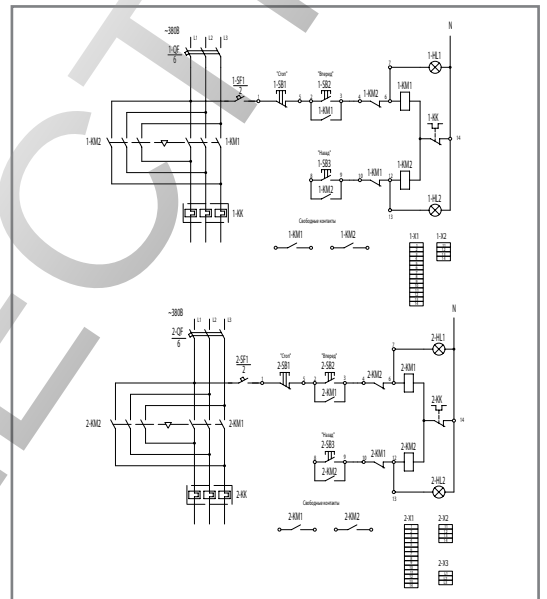 ~380В
L1 L2 L3
N
1-QF
6
1-HL1
1-SF1
2
"Стоп"
1-SB1
"Вперед"
1-SB2
1-KM1
1-KM2
1-KM1
1-KK
14
1-KM2
1-KM1
"Назад"
1-SB3
1-KM2
1-KM1
1-KM2
13
1-HL2
1-KK
Свободные контакты
1-KM1 1-KM2
1-X1 1-X2
~380В
L1 L2 L3
N
2-QF
6
2-HL1
2-SF1
2
"Стоп"
2-SB1
"Вперед"
2-SB2
2-KM1
2-KM2
2-KM1
2-KK
14
2-KM2
2-KM1
"Назад"
2-SB3
2-KM2
2-KM1
2-KM2
13
2-HL2
2-KK
Свободные контакты
2-KM1 2-KM2
2-X1 2-X2
2-X3